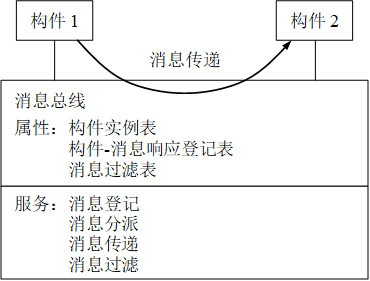 构件 1
构件 2
消息传递
消息总线
属性：构件实例表
构件-消息响应登记表
消息过滤表
服务：消息登记
消息分派
消息传递
消息过滤